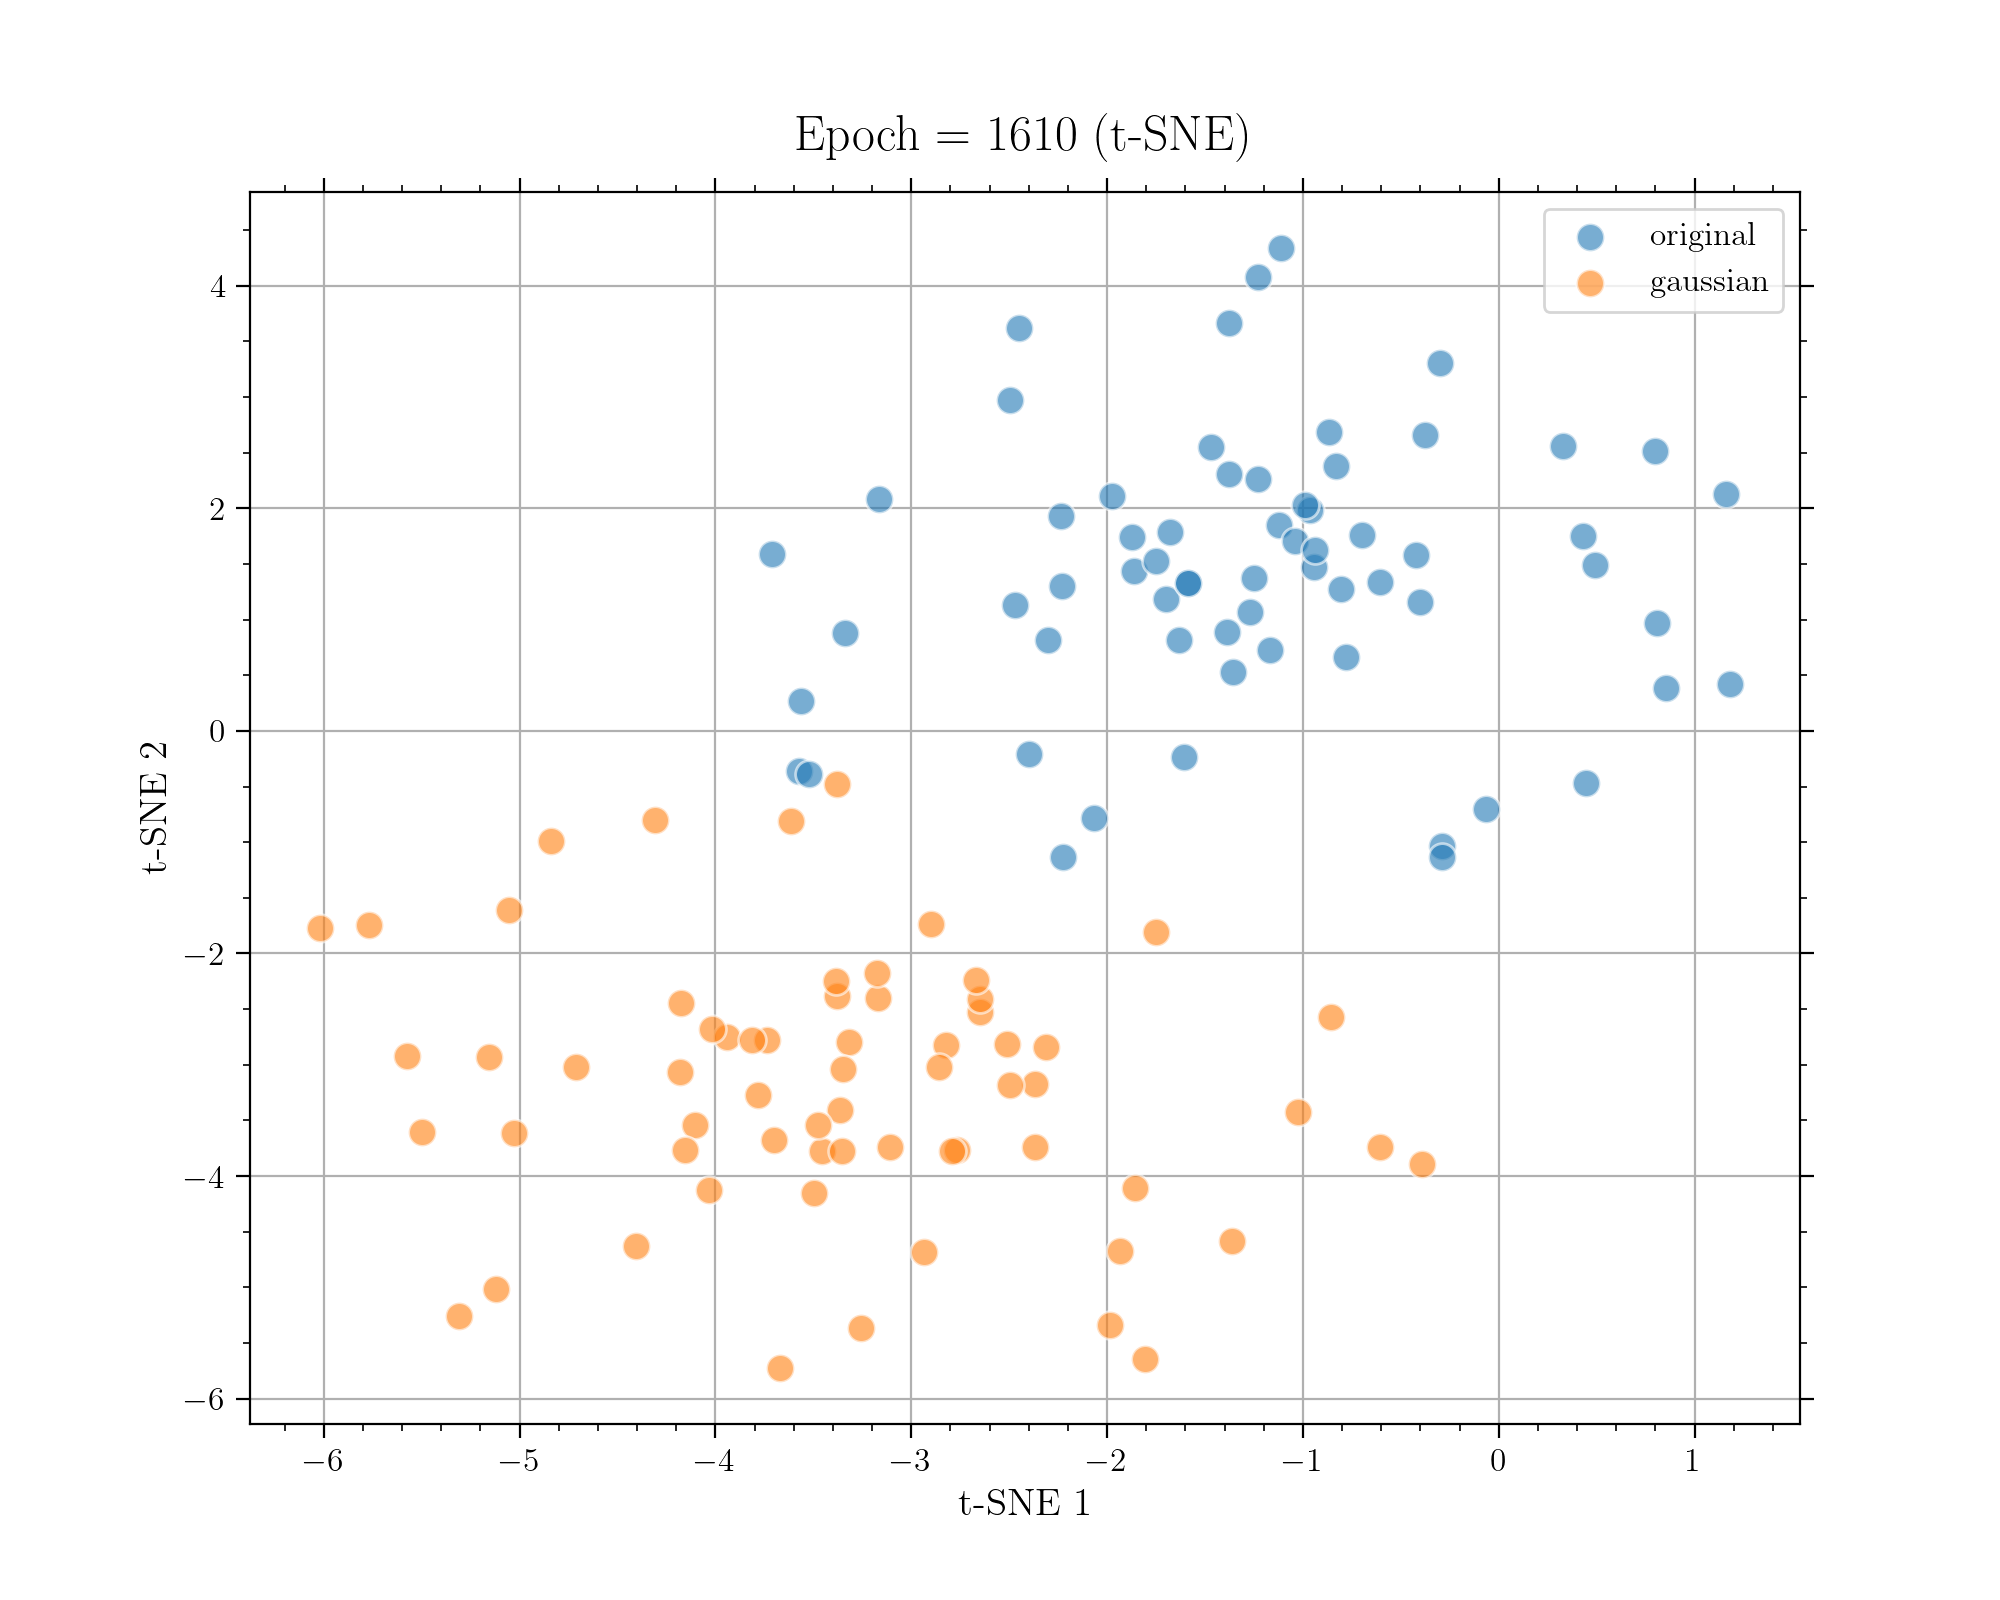 Epoch = 1610 (t-SNE)
original
gaussian
4
2
0
−2
−4
−6
t-SNE 2
−6 −5 −4 −3 −2 −1 0 1
t-SNE 1